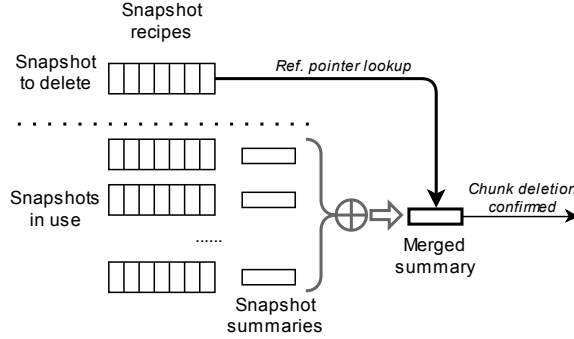 Snapshot
recipes
Snapshot
to delete
Ref. pointer lookup
Snapshots
in use
......
Chunk deletion
confirmed
Merged
summary
Snapshot
summaries